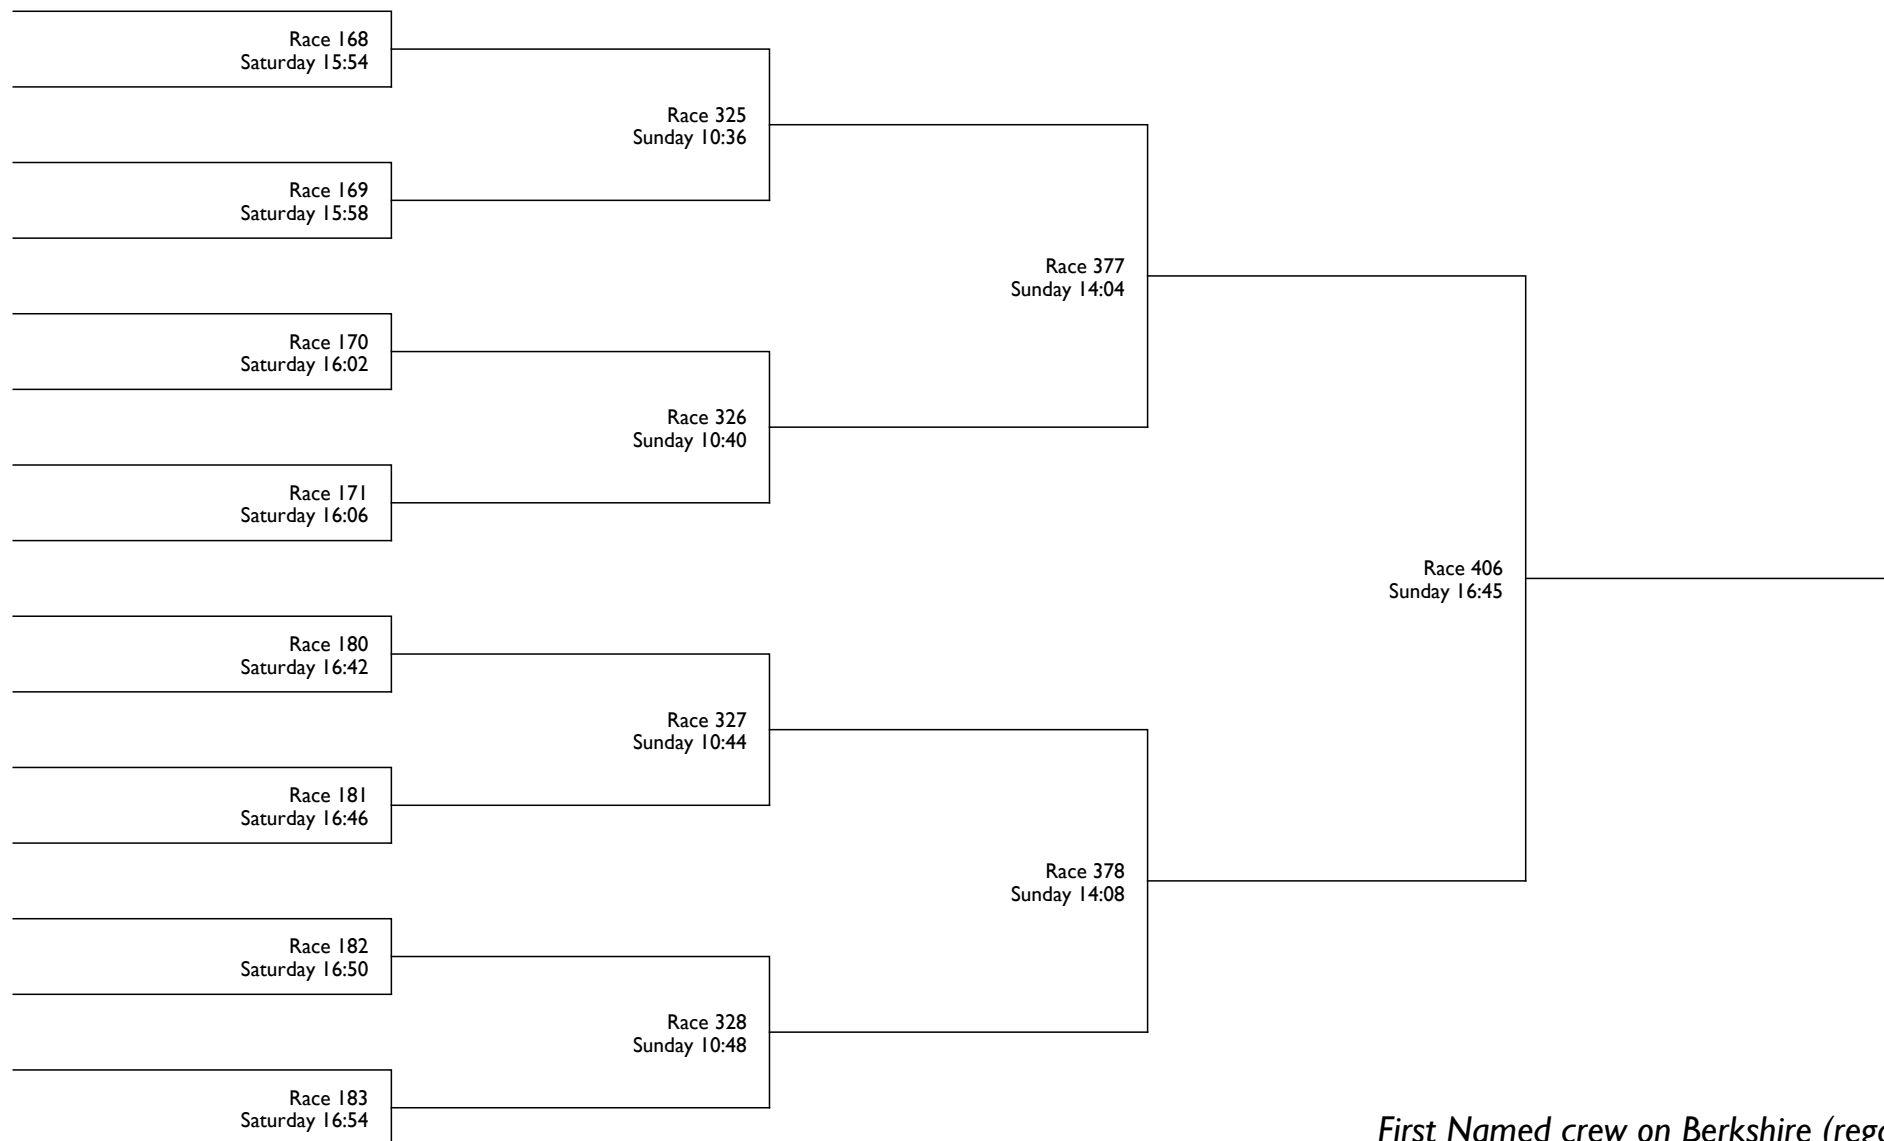 Race 168
Saturday 15:54
Race 325
Sunday 10:36
Race 169
Saturday 15:58
Race 377
Sunday 14:04
Race 170
Saturday 16:02
Race 326
Sunday 10:40
Race 171
Saturday 16:06
Race 406
Sunday 16:45
Race 180
Saturday 16:42
Race 327
Sunday 10:44
Race 181
Saturday 16:46
Race 378
Sunday 14:08
Race 182
Saturday 16:50
Race 328
Sunday 10:48
Race 183
Saturday 16:54
First Named crew on Berkshire